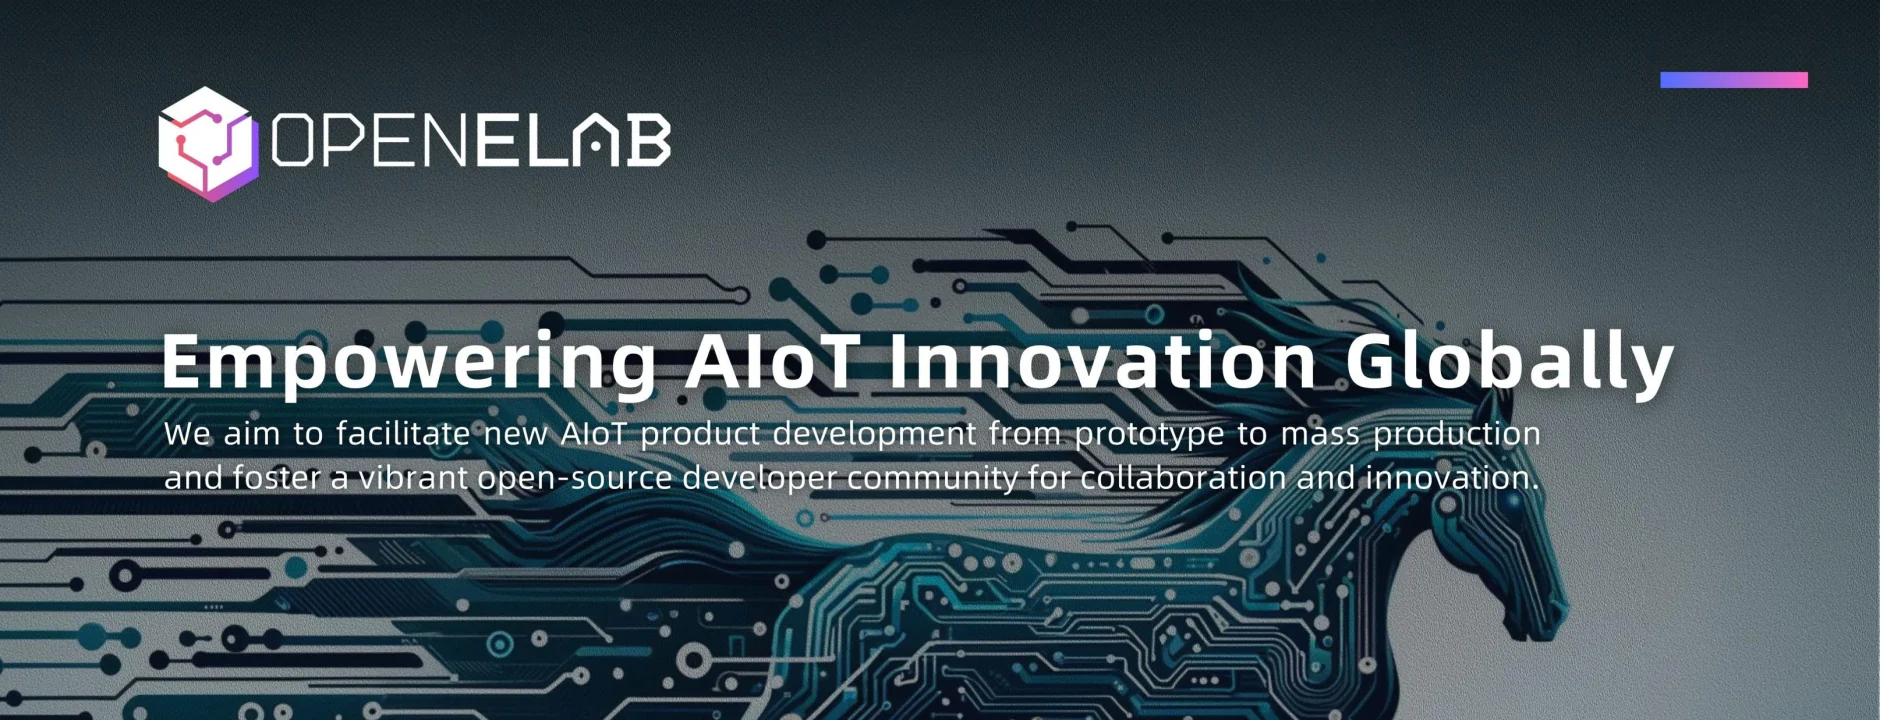 OPENELAB
Empowering AIoT Innovation Globally
We aim to facilitate new AIoT product development from prototype to mass production
and foster a vibrant open-source developer community for collaboration and innovation.